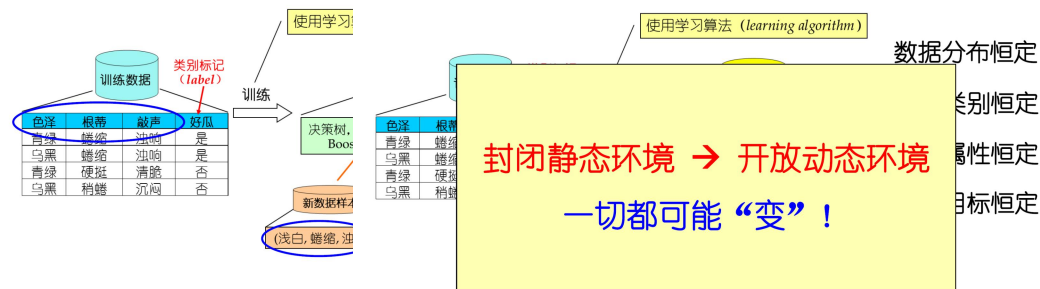 使用学习
训练数据
类别标记
（label）
训练
色泽 根蒂 敲声 好瓜
青绿 蜷缩 浊响 是
乌黑 蜷缩 浊响 是
青绿 硬挺 清脆 否
乌黑 稍蜷 沉闷 否
决策树,
Boos
新数据样本
(浅白, 蜷缩, 浊
使用学习算法（learning algorithm）
色泽 根蒂
青绿 蜷缩
乌黑 蜷缩
青绿 硬挺
乌黑 稍蜷
数据分布恒定
类别恒定
属性恒定
目标恒定
封闭静态环境 → 开放动态环境
一切都可能“变”！